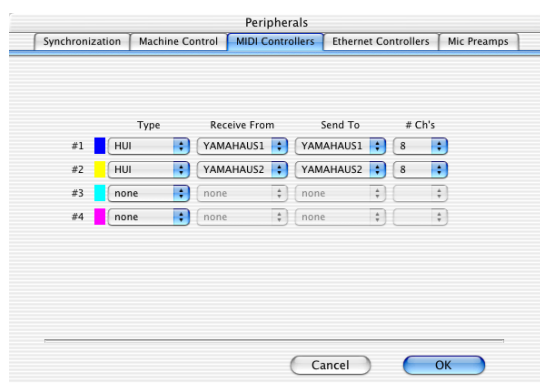 Peripherals
Synchronization Machine Control MIDI Controllers Ethernet Controllers Mic Preamps
Type Receive From Send To # Ch's
#1 HUI YAMAHAUS1 YAMAHAUS1 8
#2 HUI YAMAHAUS2 YAMAHAUS2 8
#3 none none none
#4 none none none
Cancel OK